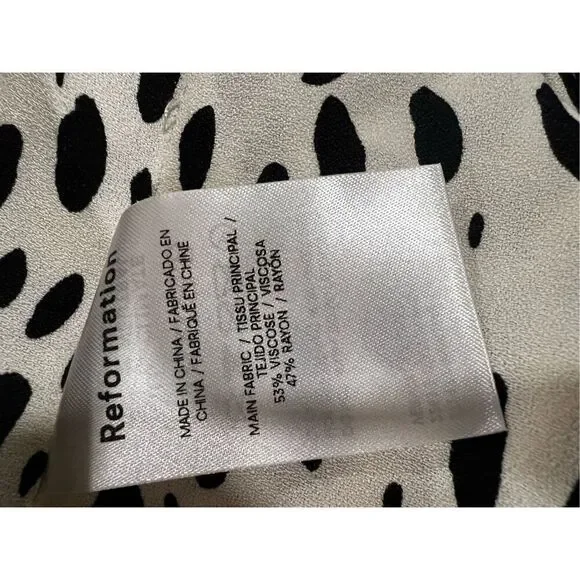 Reformation
MADE IN CHINA / FABRICADO EN
CHINA / FABRIQUÉ EN CHINE
MAIN FABRIC / TISSU PRINCIPAL /
TEJIDO PRINCIPAL
53% VISCOSE / VISCOSA
47% RAYON / RAYÓN